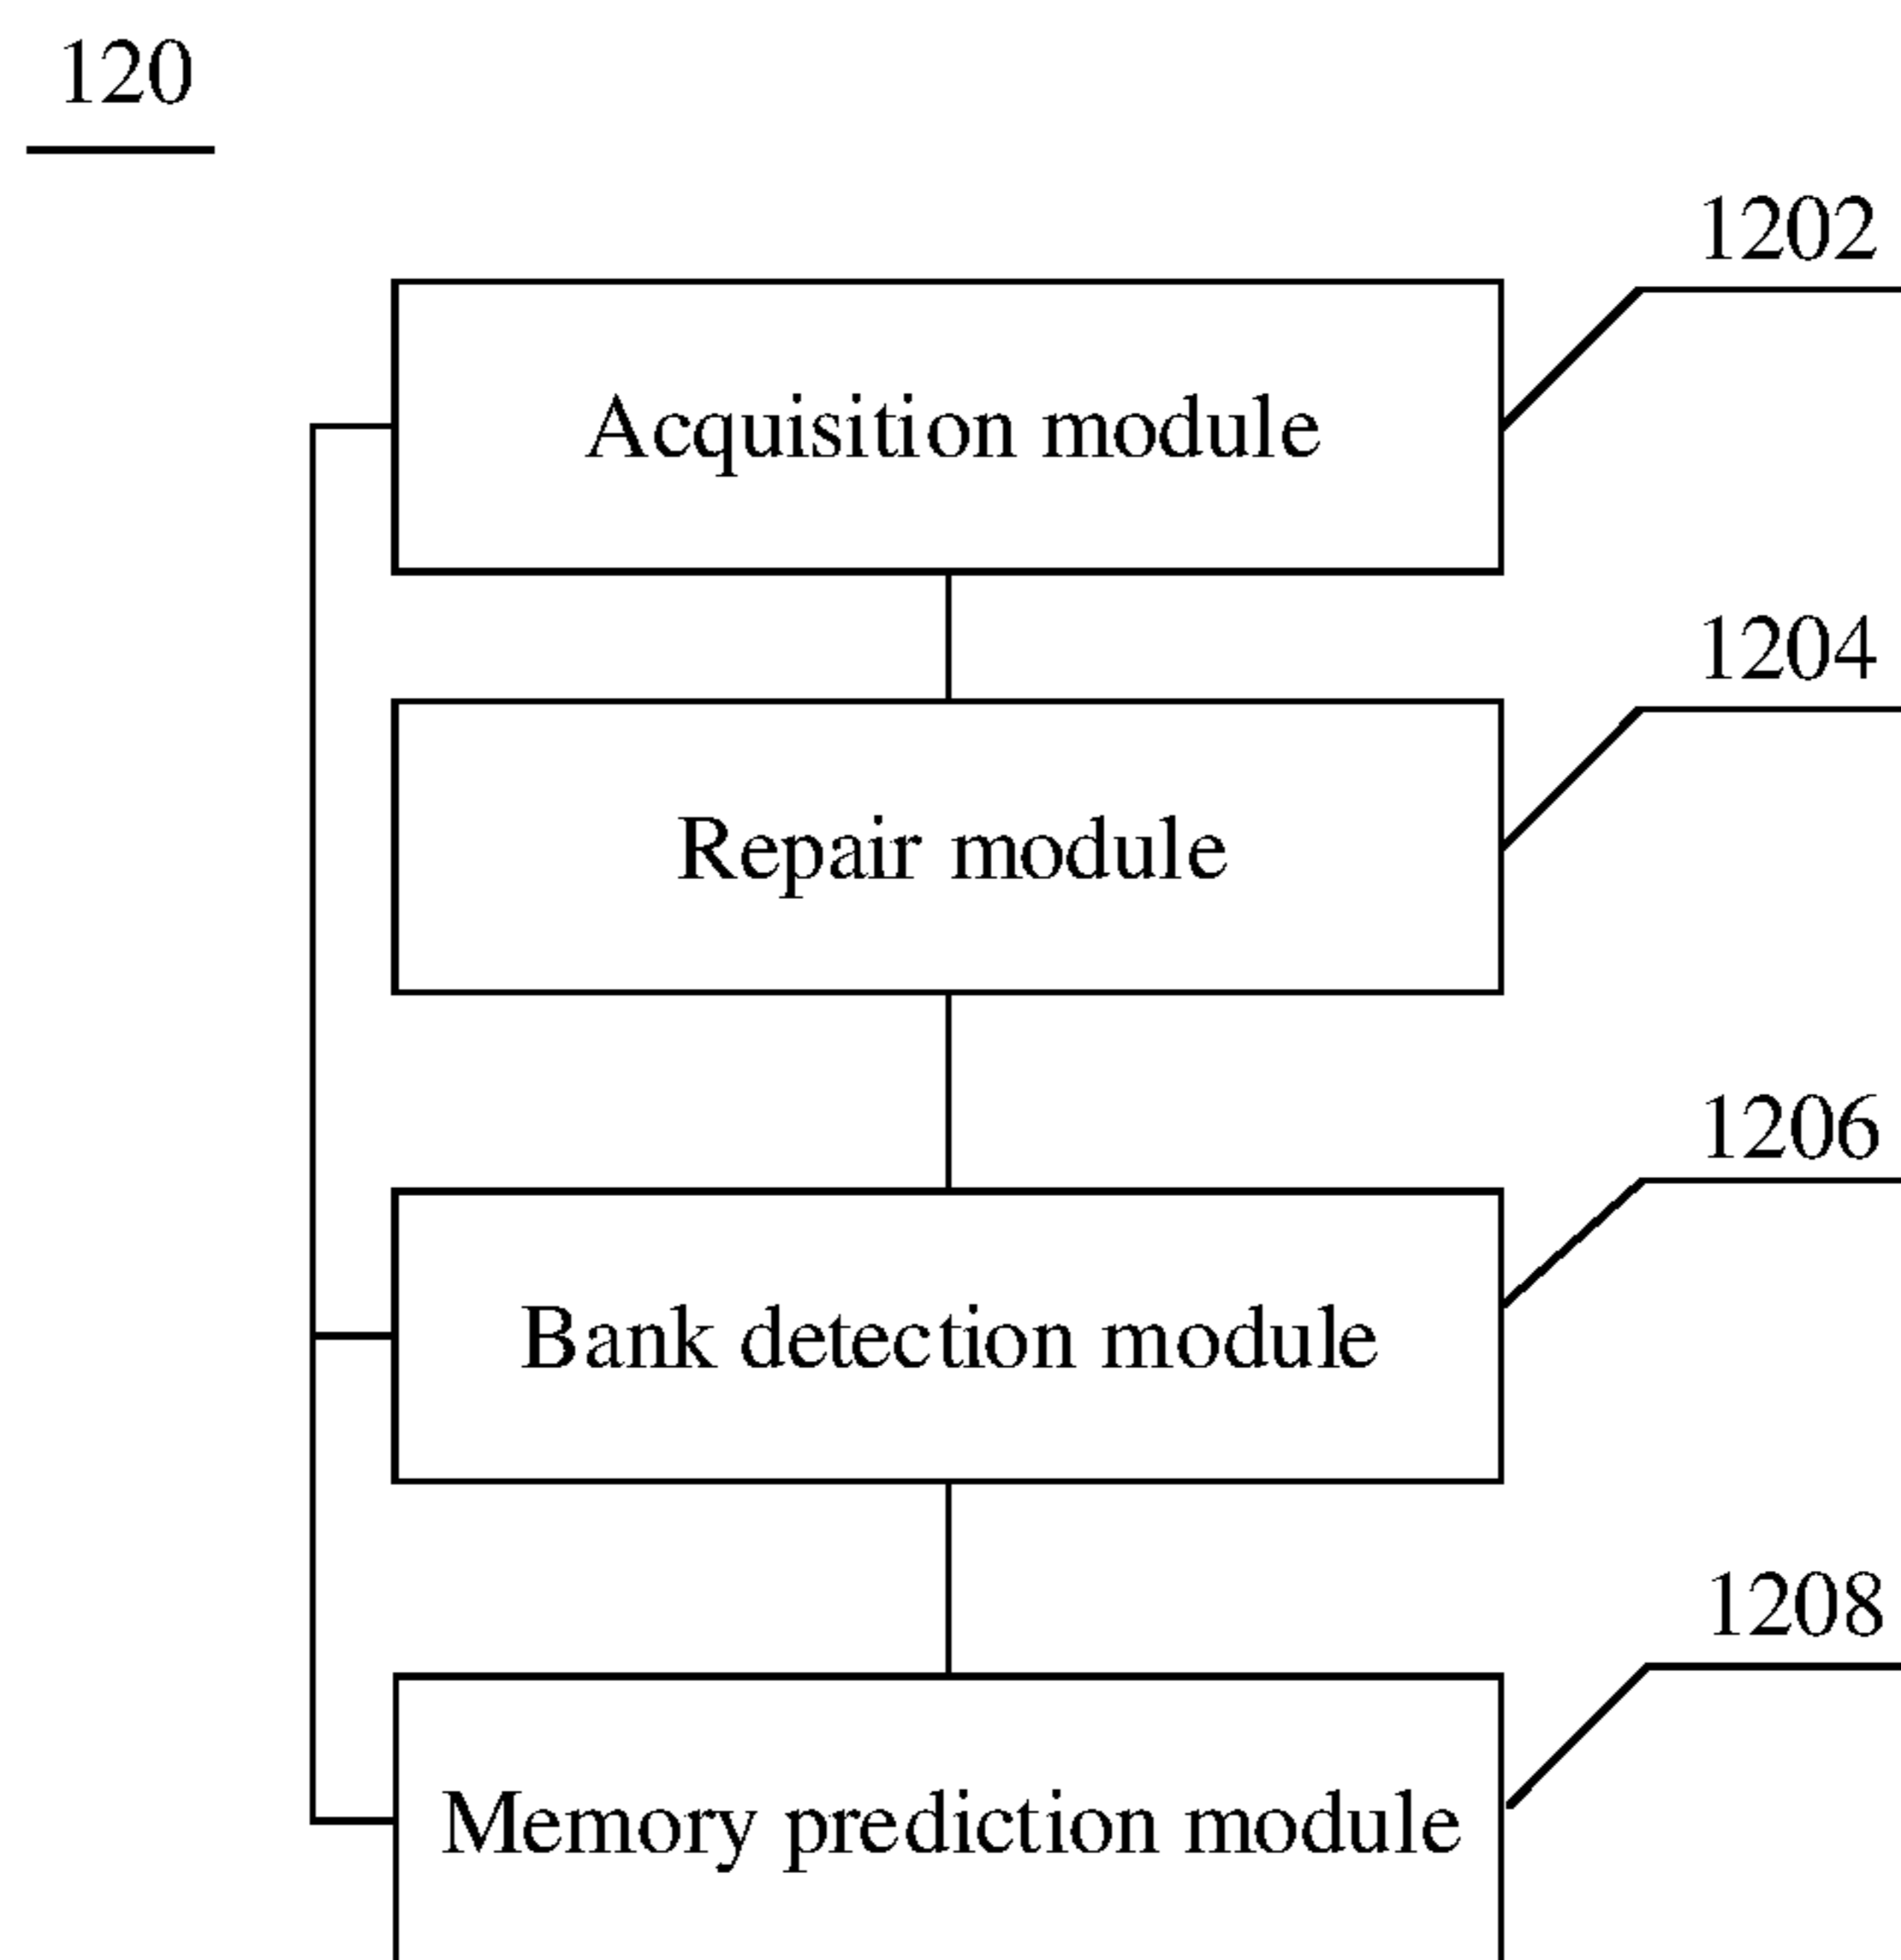 120
1202
Acquisition module
1204
Repair module
1206
Bank detection module
1208
Memory prediction module